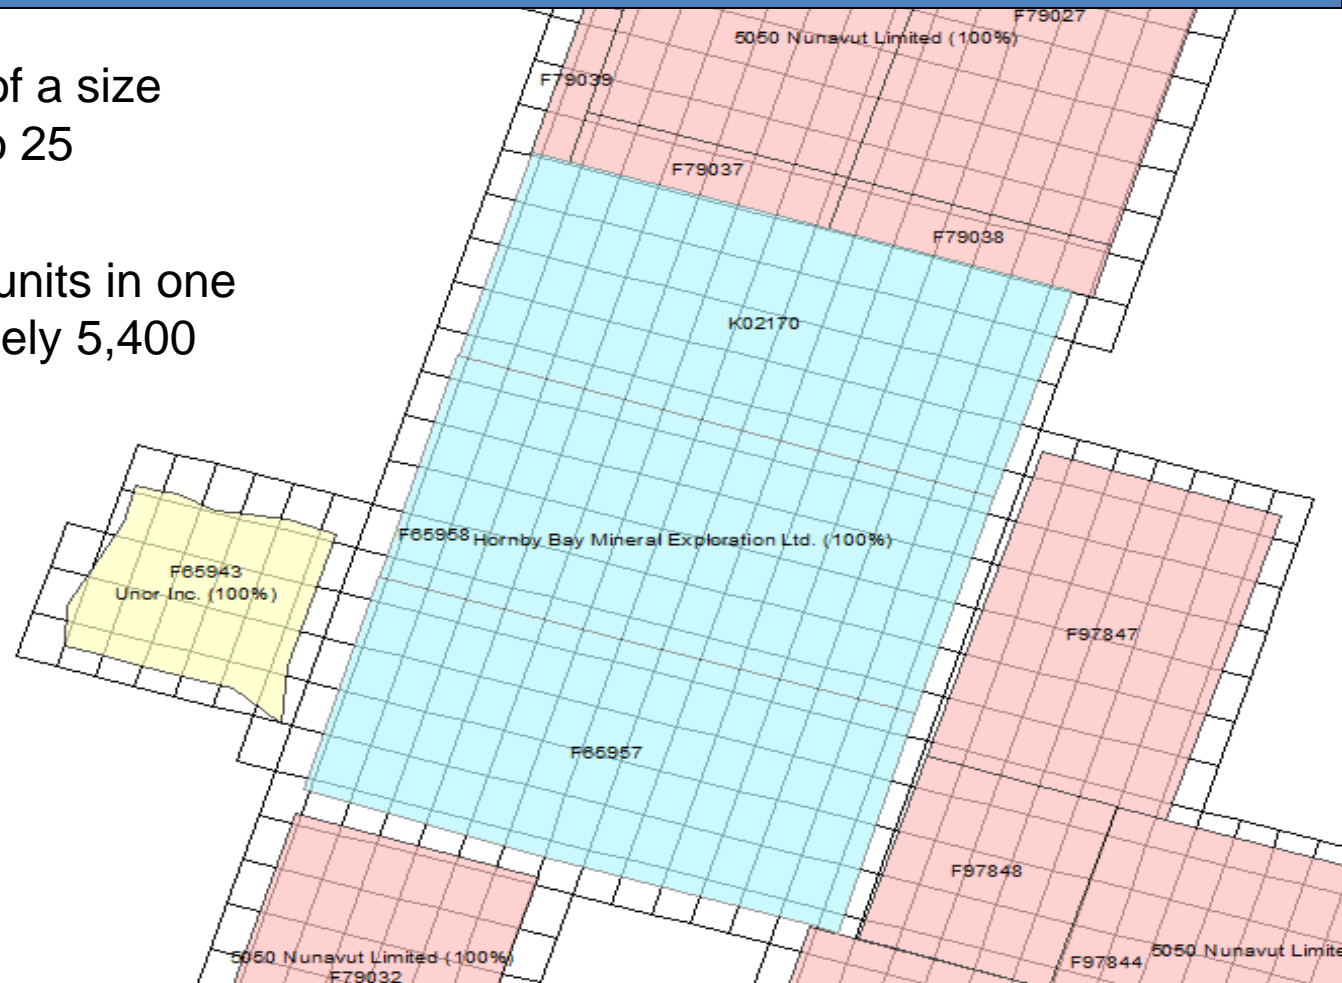 of a size
o 25
units in one
ely 5,400
F79027
5050 Nunavut Limited (100%)
F79039
F79037
F79038
K02170
F65958
Hornby Bay Mineral Exploration Ltd. (100%)
F65943
Unor Inc. (100%)
F97847
F65957
F97848
5050 Nunavut Limited (100%)
F79032
5050 Nunavut Limite
F97844